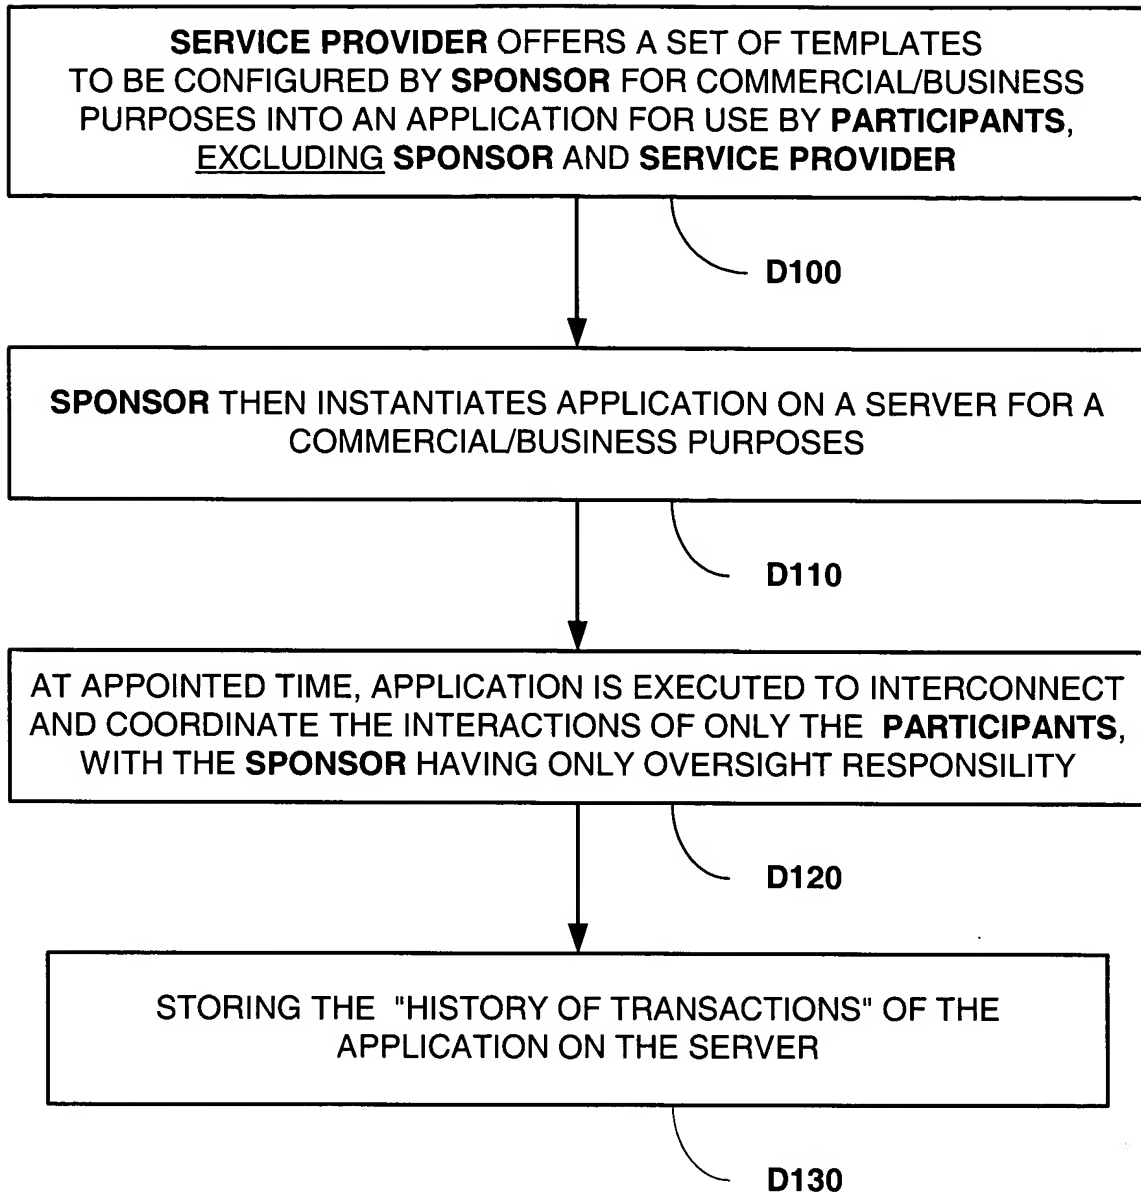 SERVICE PROVIDER OFFERS A SET OF TEMPLATES
TO BE CONFIGURED BY SPONSOR FOR COMMERCIAL/BUSINESS
PURPOSES INTO AN APPLICATION FOR USE BY PARTICIPANTS,
EXCLUDING SPONSOR AND SERVICE PROVIDER
D100
SPONSOR THEN INSTANTIATES APPLICATION ON A SERVER FOR A
COMMERCIAL/BUSINESS PURPOSES
D110
AT APPOINTED TIME, APPLICATION IS EXECUTED TO INTERCONNECT
AND COORDINATE THE INTERACTIONS OF ONLY THE PARTICIPANTS,
WITH THE SPONSOR HAVING ONLY OVERSIGHT RESPONSILITY
D120
STORING THE "HISTORY OF TRANSACTIONS" OF THE
APPLICATION ON THE SERVER
D130